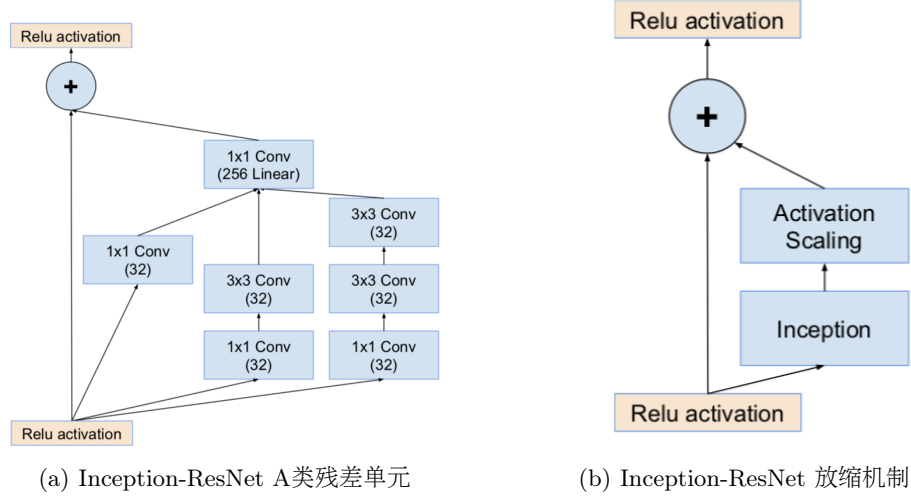 Relu activation
+
1x1 Conv
(256 Linear)
1x1 Conv
(32)
3x3 Conv
(32)
1x1 Conv
(32)
3x3 Conv
(32)
3x3 Conv
(32)
1x1 Conv
(32)
Relu activation
(a) Inception-ResNet A类残差单元
Relu activation
+
Activation
Scaling
Inception
Relu activation
(b) Inception-ResNet 放缩机制